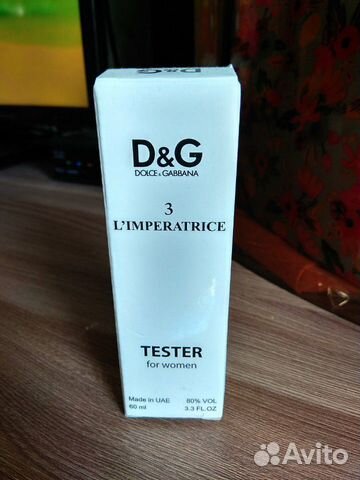 D&G
DOLCE & GABBANA
3
L'IMPERATRICE
TESTER
for women
Made in UAE 80% VOL
60 ml 3.3 FL.OZ
Avito